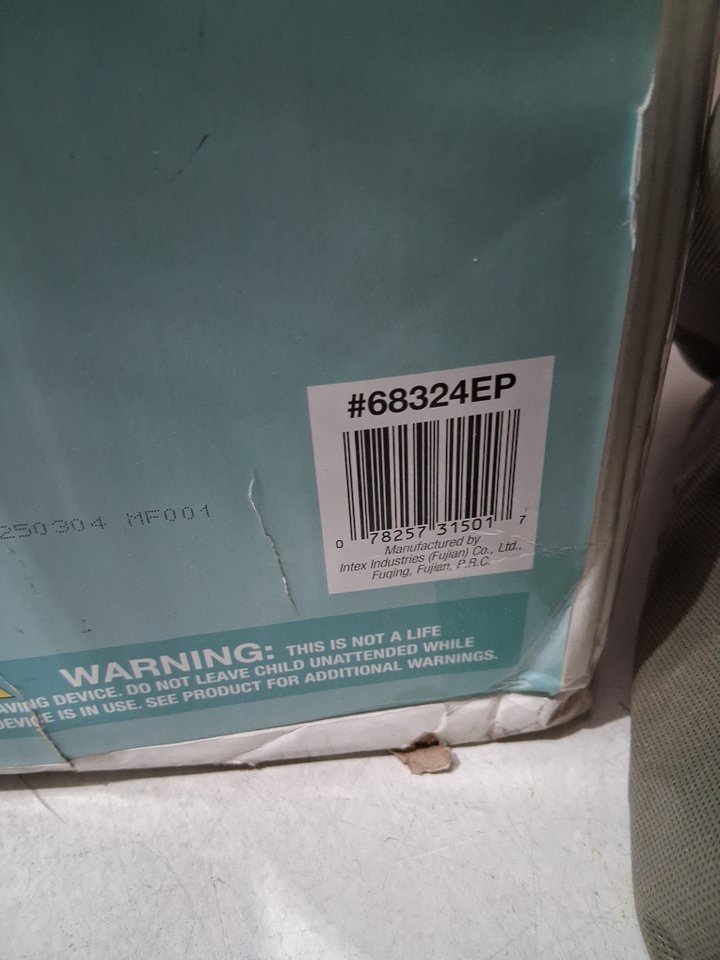 #68324EP
0 78257 31501 7
Manufactured by
Intex Industries (Fujian) Co., Ltd.,
Fuqing, Fujian, P.R.C.
250304 MF001
WARNING: THIS IS NOT A LIFE
AVING DEVICE. DO NOT LEAVE CHILD UNATTENDED WHILE
DEVICE IS IN USE. SEE PRODUCT FOR ADDITIONAL WARNINGS.